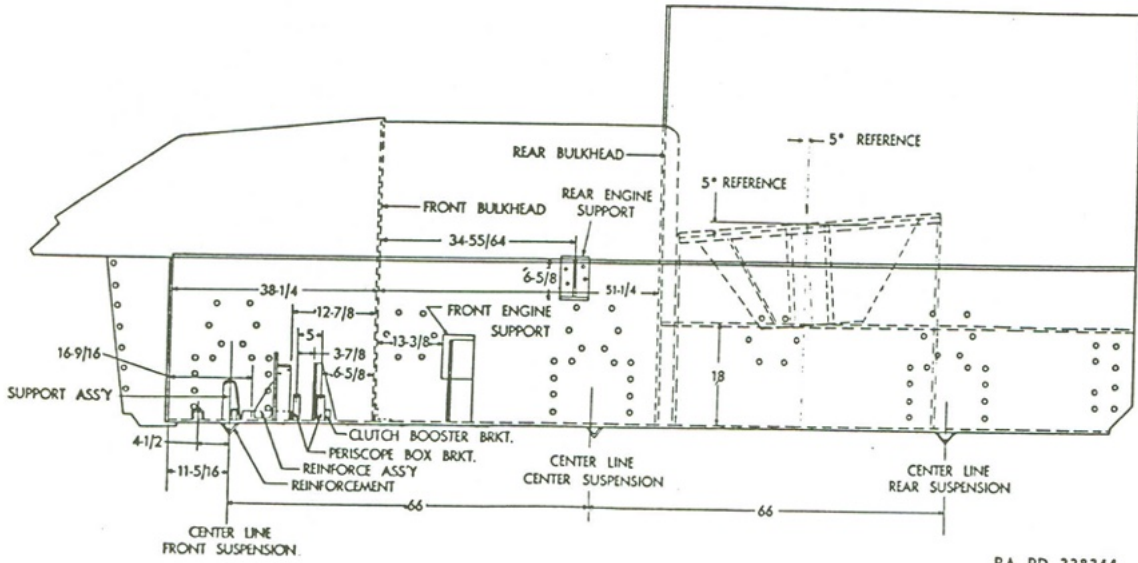 5° REFERENCE
REAR BULKHEAD
5° REFERENCE
REAR ENGINE
SUPPORT
FRONT BULKHEAD
34-55/64
6-5/8
38-1/4
51-1/4
12-7/8
FRONT ENGINE
SUPPORT
5
13-3/8
16-9/16
3-7/8
6-5/8
18
SUPPORT ASS'Y
4-1/2
CLUTCH BOOSTER BRKT.
PERISCOPE BOX BRKT.
11-5/16
REINFORCE ASS'Y
REINFORCEMENT
CENTER LINE
CENTER SUSPENSION
CENTER LINE
REAR SUSPENSION
66
66
CENTER LINE
FRONT SUSPENSION